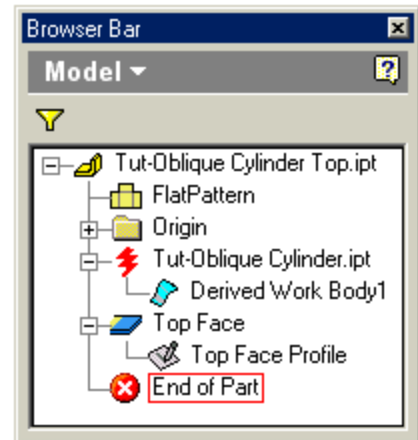 Browser Bar
Model
Tut-Oblique Cylinder Top.ipt
FlatPattern
Origin
Tut-Oblique Cylinder.ipt
Derived Work Body1
Top Face
Top Face Profile
End of Part